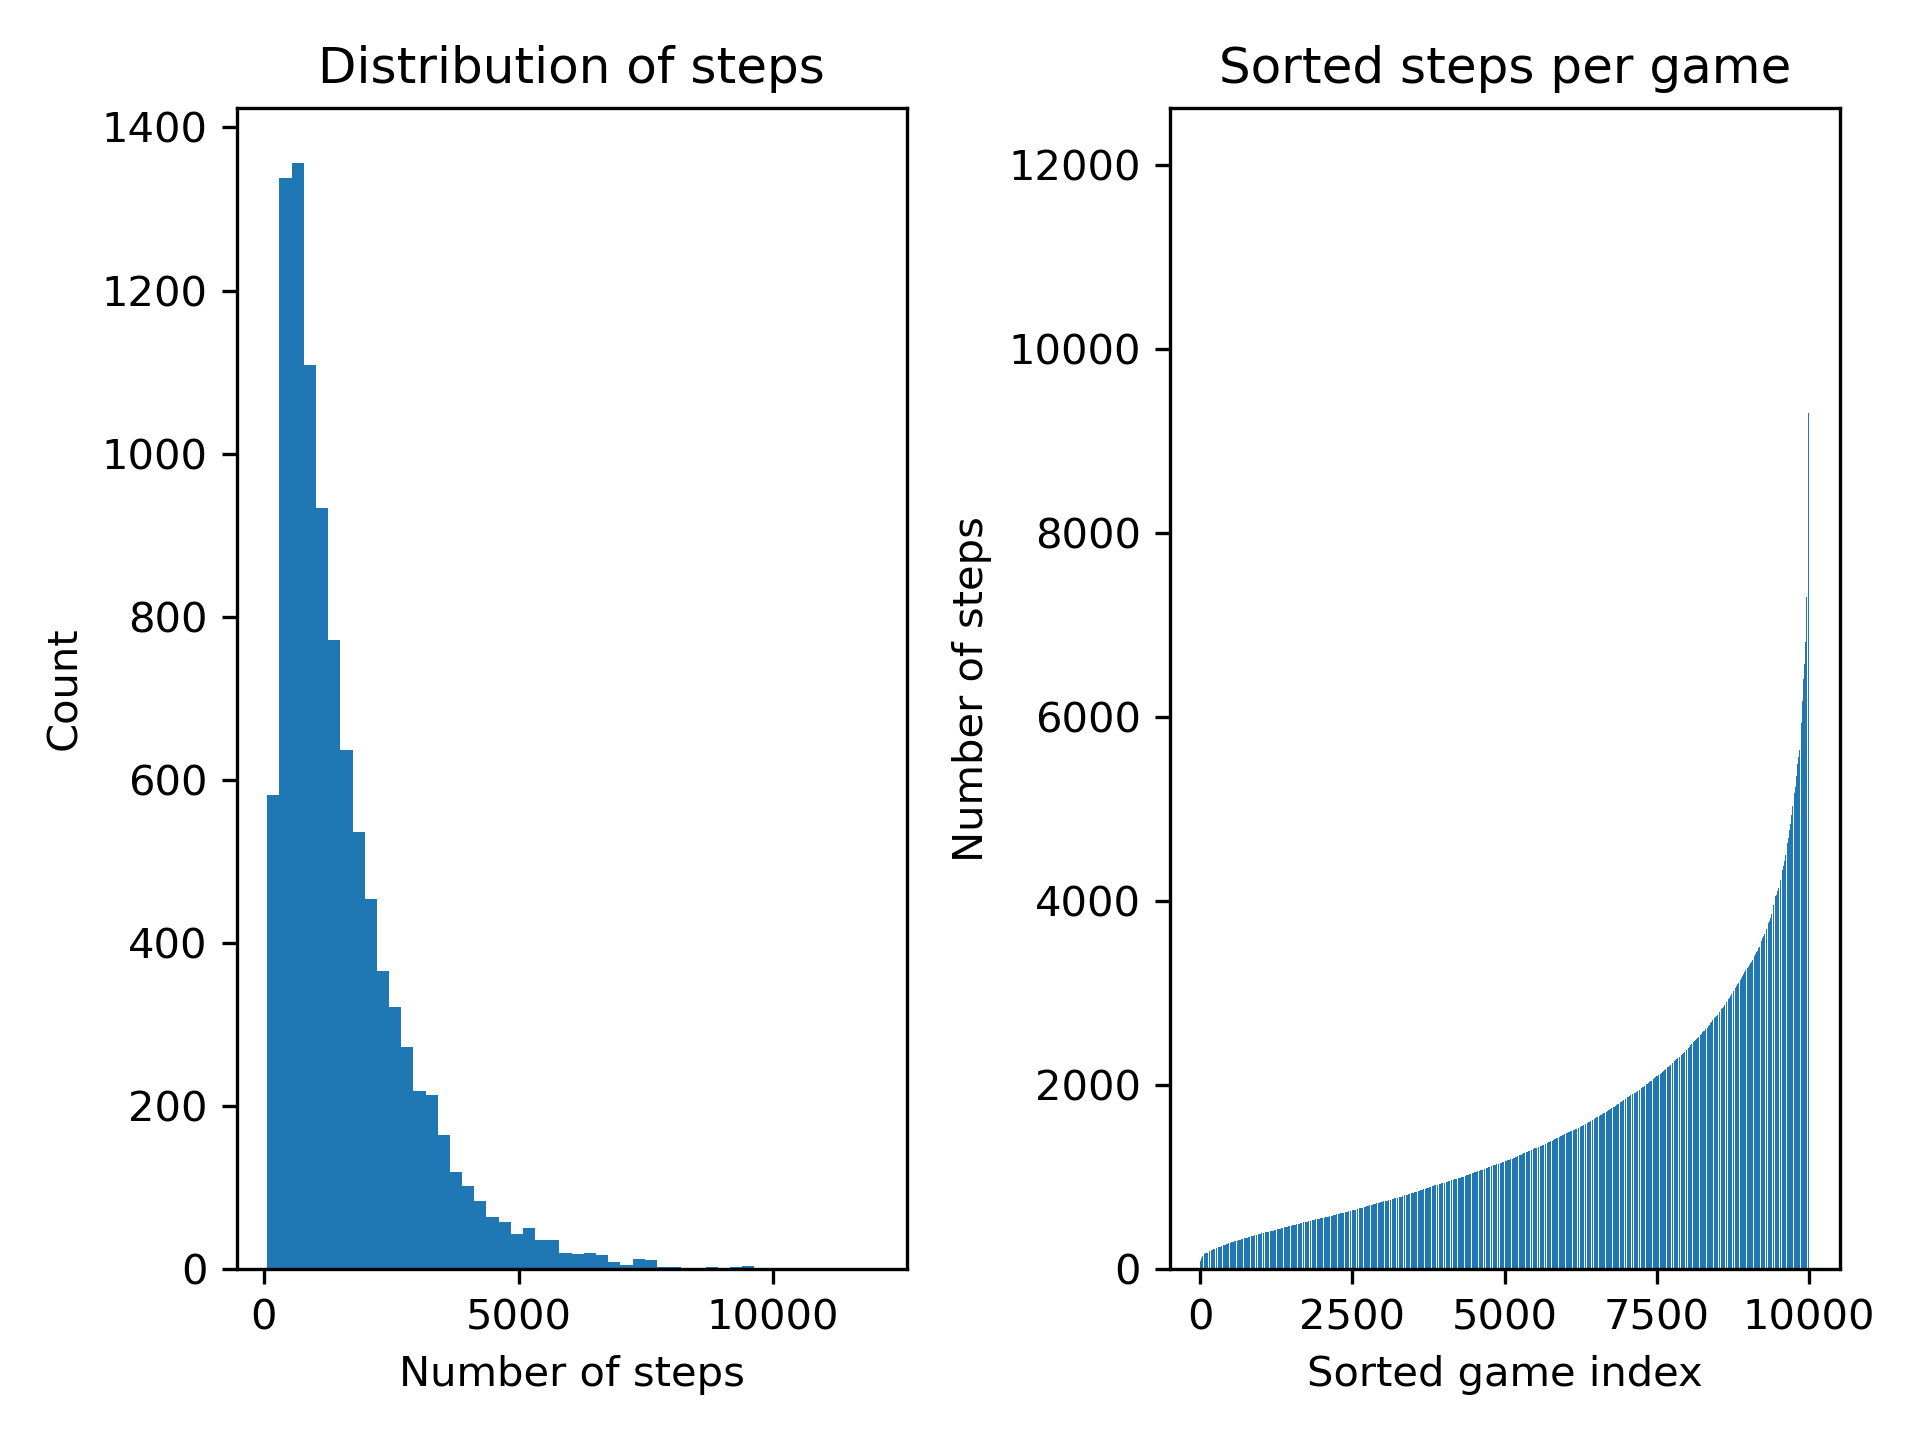 Distribution of steps
1400
1200
1000
800
600
400
200
0
Count
0 5000 10000
Number of steps
Sorted steps per game
12000
10000
8000
6000
4000
2000
0
Number of steps
0 2500 5000 7500 10000
Sorted game index